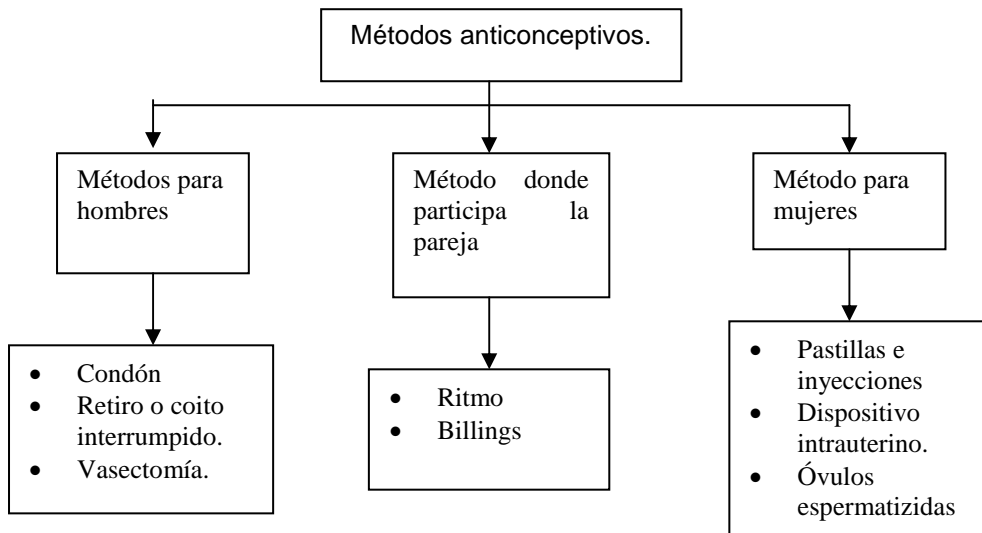 Métodos anticonceptivos.
Métodos para
hombres
Método donde
participa la
pareja
Método para
mujeres
• Condón
• Retiro o coito
interrumpido.
• Vasectomía.
• Ritmo
• Billings
• Pastillas e
inyecciones
• Dispositivo
intrauterino.
• Óvulos
espermatizidas